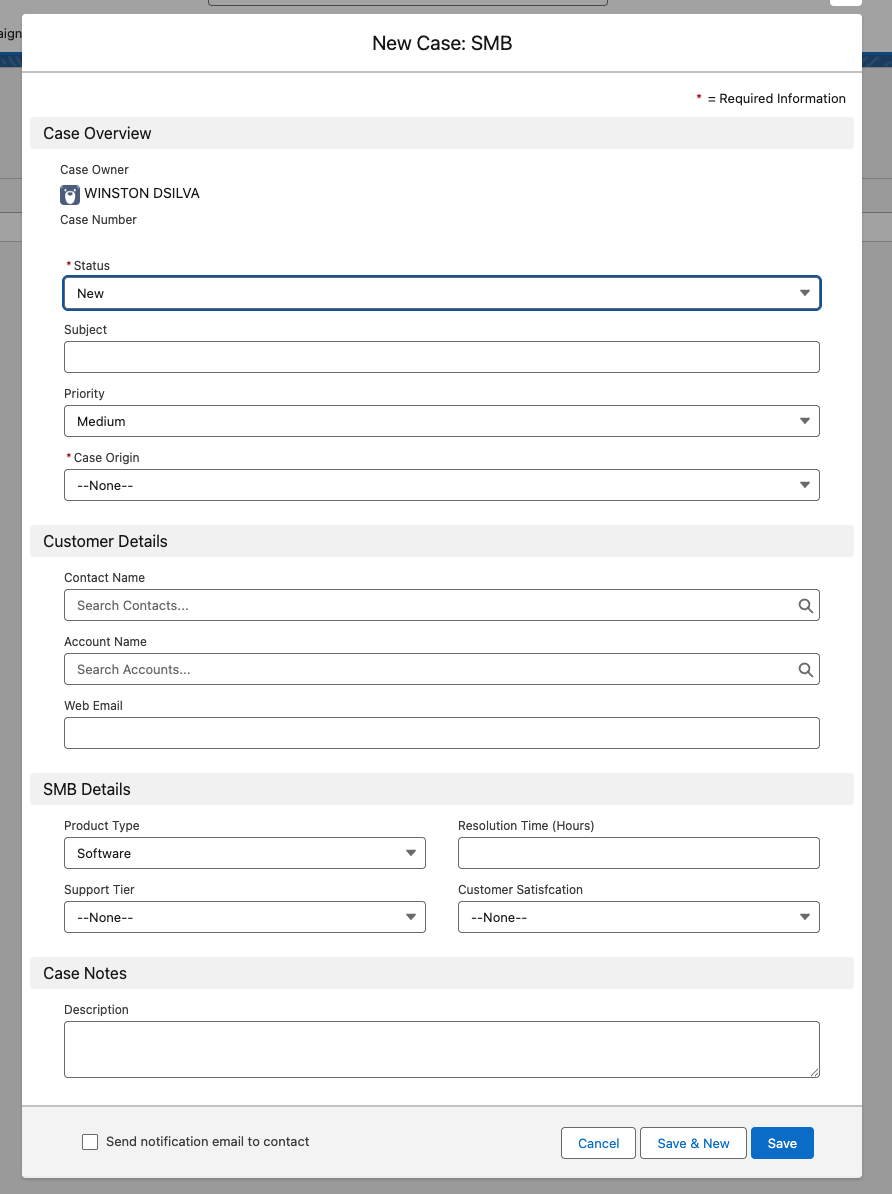 aign
New Case: SMB
* = Required Information
Case Overview
Case Owner
WINSTON DSILVA
Case Number
*Status
New
Subject
Priority
Medium
*Case Origin
--None--
Customer Details
Contact Name
Search Contacts...
Account Name
Search Accounts...
Web Email
SMB Details
Product Type
Resolution Time (Hours)
Software
Support Tier
Customer Satisfcation
--None--
--None--
Case Notes
Description
Send notification email to contact
Cancel
Save & New
Save